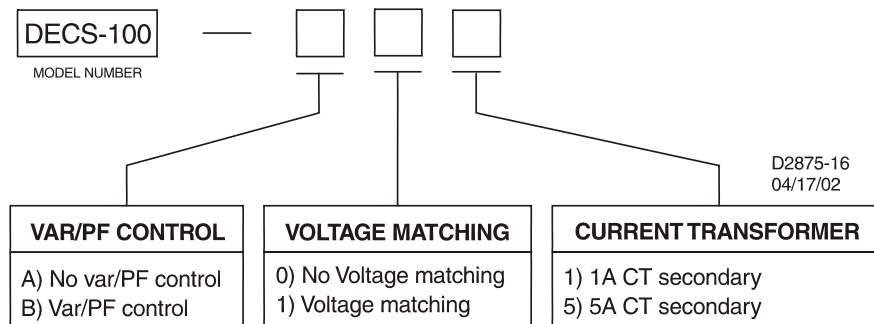 DECS-100
MODEL NUMBER
D2875-16
04/17/02
VAR/PF CONTROL
A) No var/PF control
B) Var/PF control
VOLTAGE MATCHING
0) No Voltage matching
1) Voltage matching
CURRENT TRANSFORMER
1) 1A CT secondary
5) 5A CT secondary